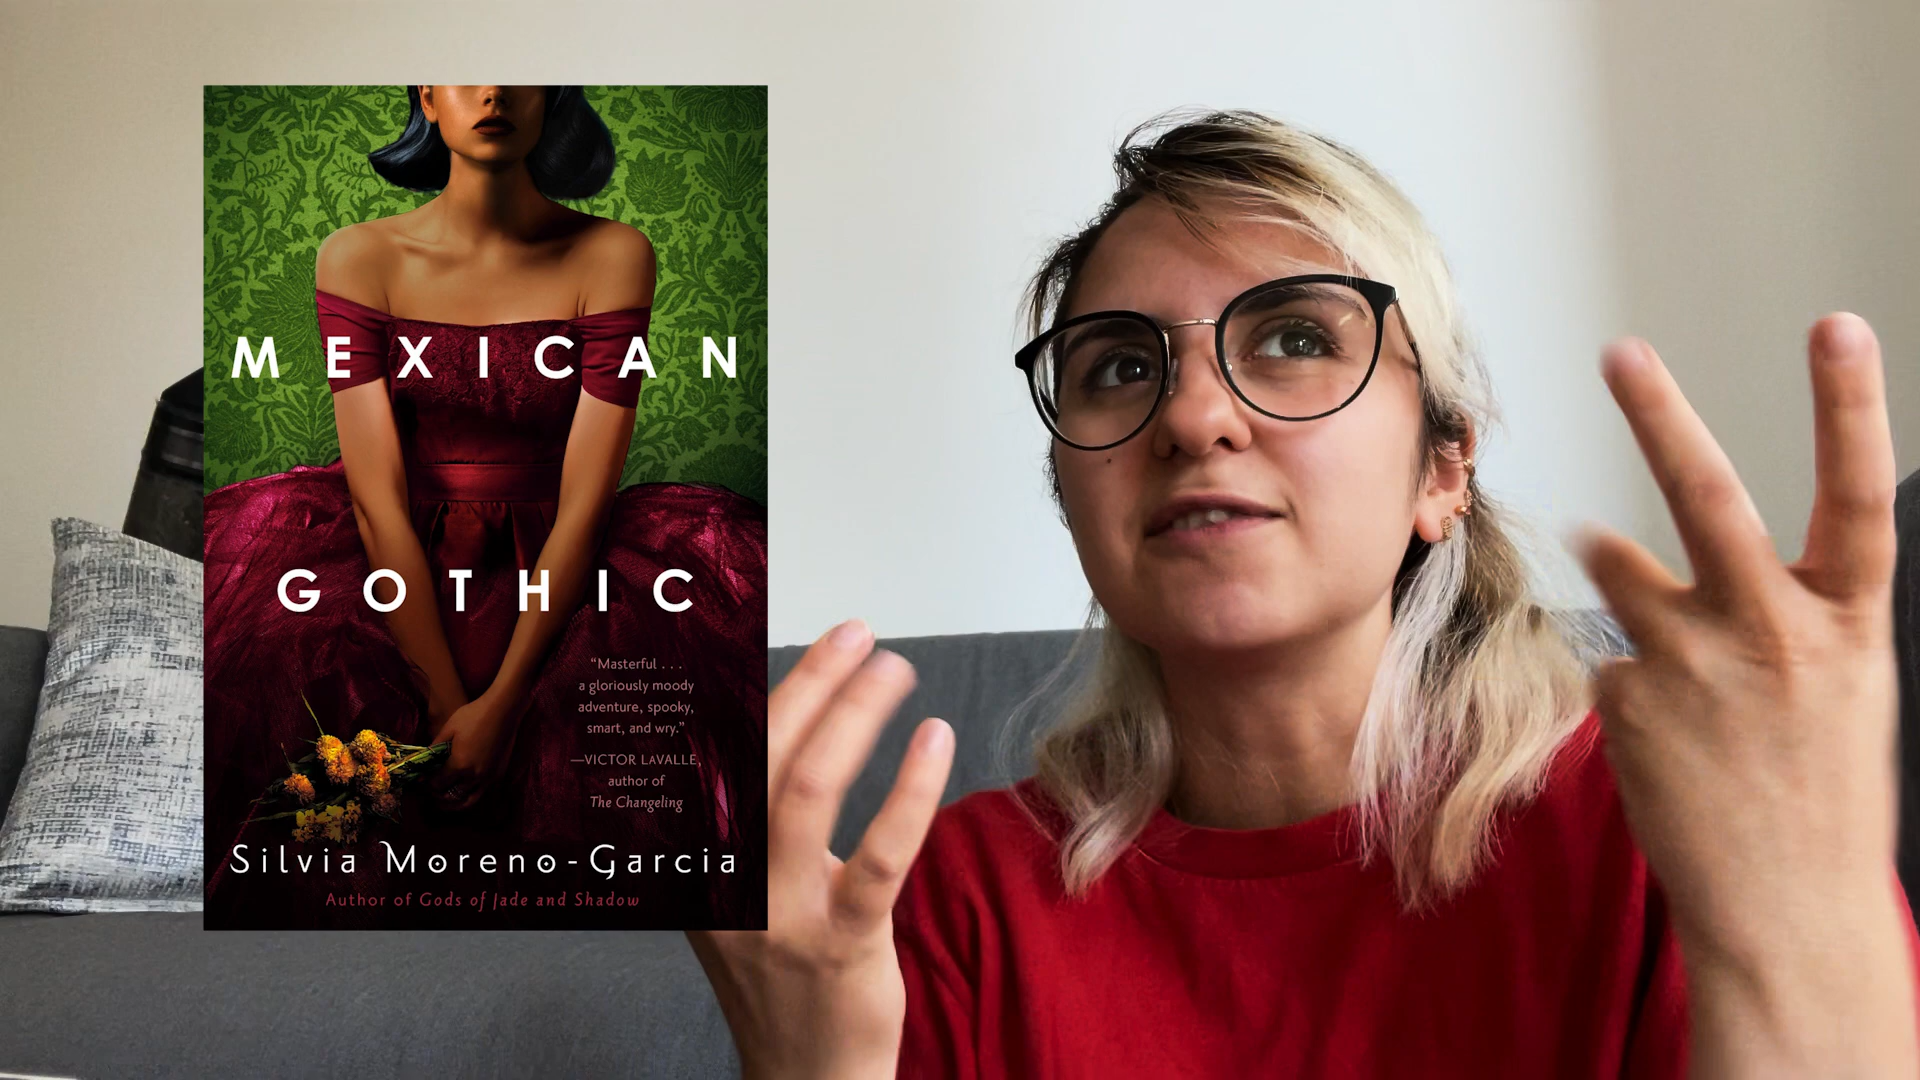 MEXICAN
GOTHIC
“Masterful . . .
a gloriously moody
adventure, spooky,
smart, and wry.”
—VICTOR LAVALLE,
author of
The Changeling
Silvia Moreno-Garcia
Author of Gods of Jade and Shadow